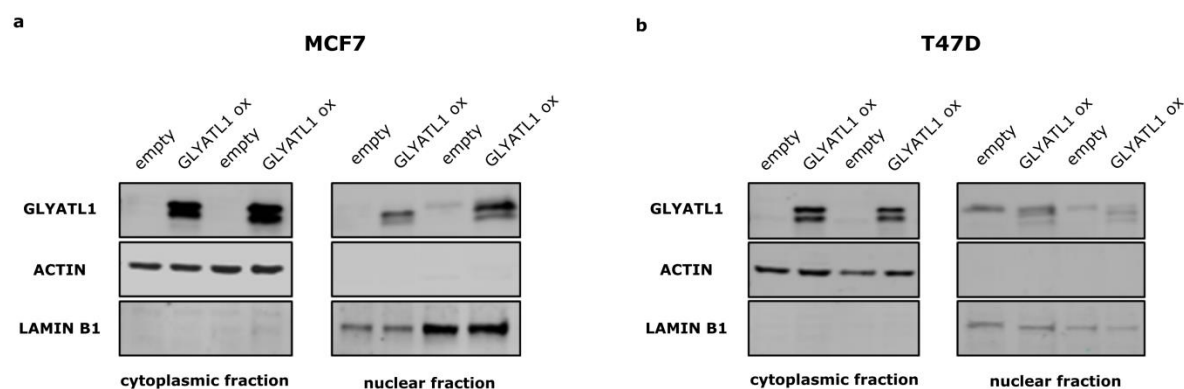 a
MCF7
empty
GLYATL1 ox
empty
GLYATL1 ox
empty
GLYATL1 ox
empty
GLYATL1 ox
GLYATL1
ACTIN
LAMIN B1
cytoplasmic fraction
nuclear fraction
b
T47D
empty
GLYATL1 ox
empty
GLYATL1 ox
empty
GLYATL1 ox
empty
GLYATL1 ox
GLYATL1
ACTIN
LAMIN B1
cytoplasmic fraction
nuclear fraction